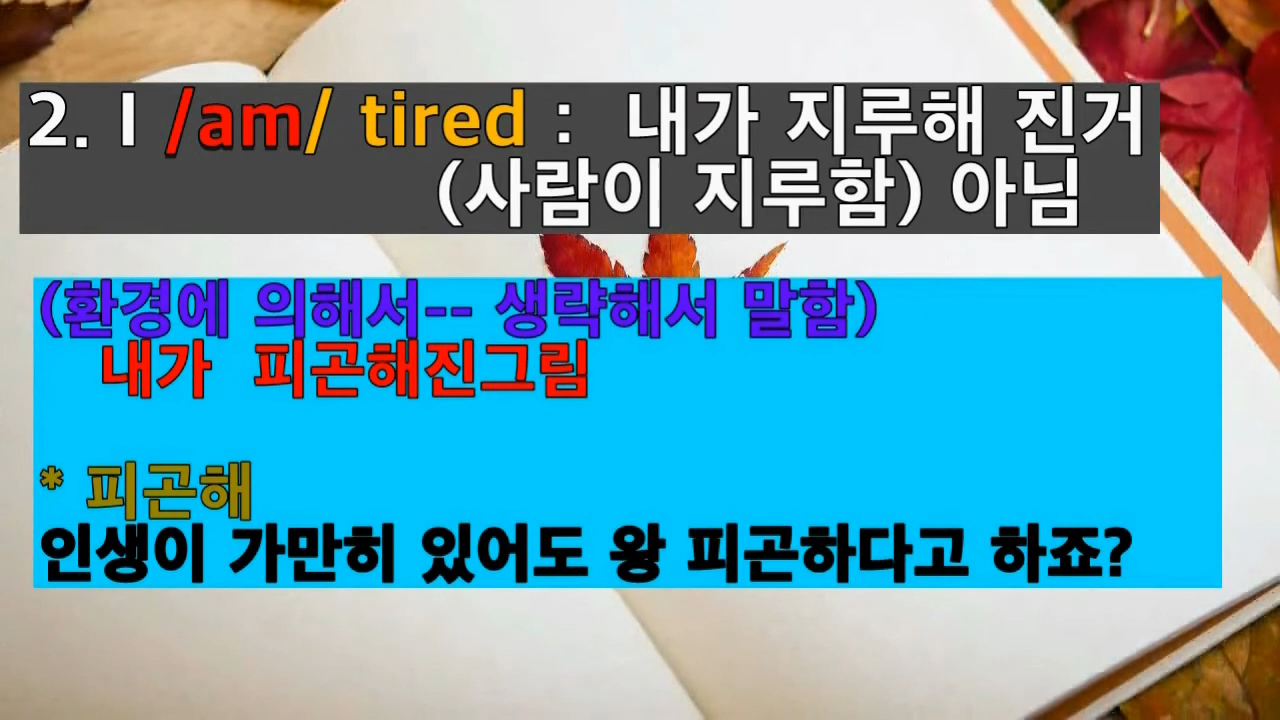 2. I /am/ tired :  내가 지루해 진거
(사람이 지루함) 아님
(환경에 의해서-- 생략해서 말함)
내가  피곤해진그림
* 피곤해
인생이 가만히 있어도 왕 피곤하다고 하죠?